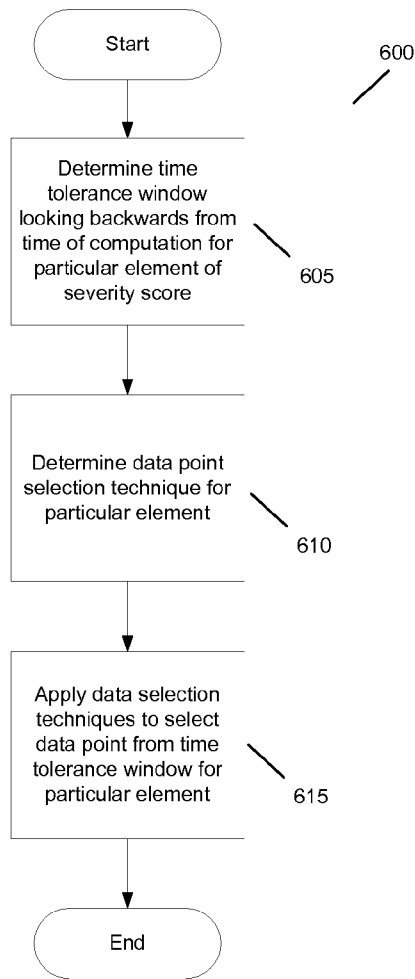 Start
600
Determine time
tolerance window
looking backwards from
time of computation for
particular element of
severity score
605
Determine data point
selection technique for
particular element
610
Apply data selection
techniques to select
data point from time
tolerance window for
particular element
615
End